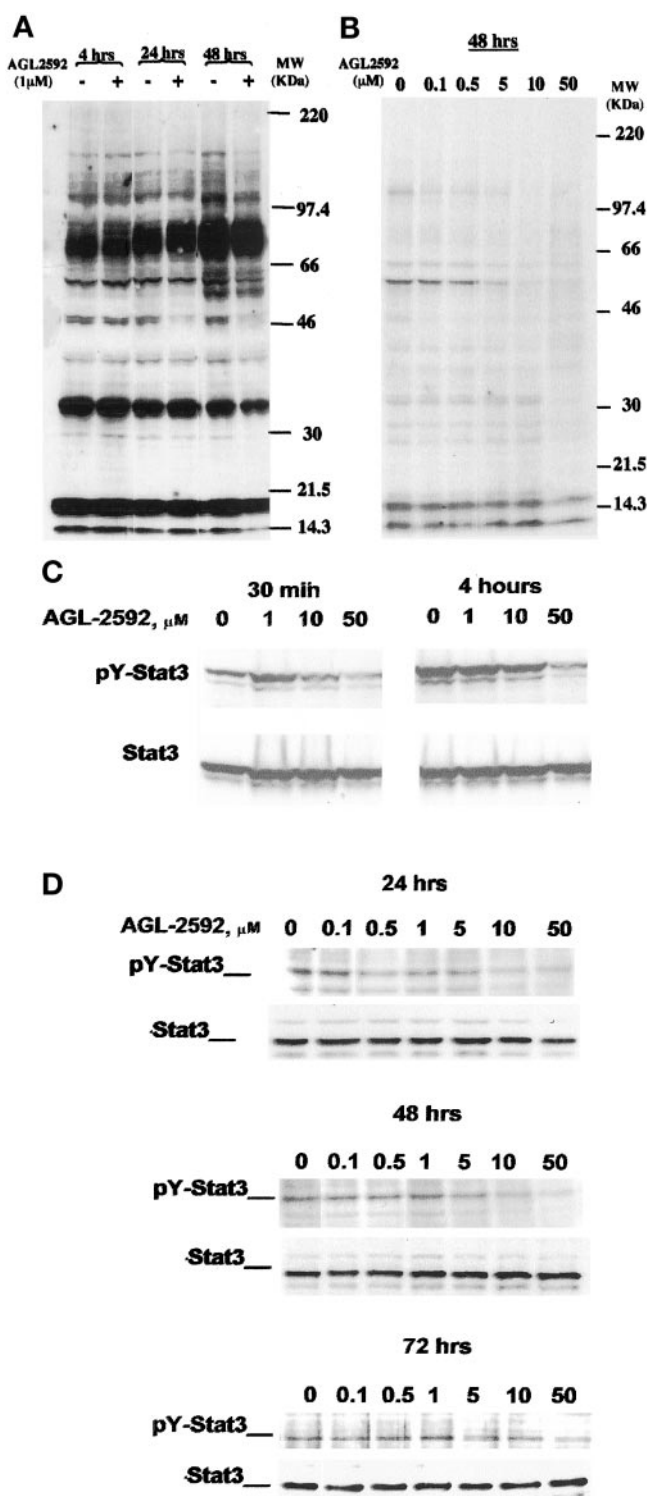 A
4 hrs 24 hrs 48 hrs
AGL2592
(1µM) - + - + - + MW
(KDa)
220
97.4
66
46
30
21.5
14.3
B
48 hrs
AGL2592
(µM) 0 0.1 0.5 5 10 50 MW
(KDa)
220
97.4
66
46
30
21.5
14.3
C
30 min 4 hours
AGL-2592, µM 0 1 10 50 0 1 10 50
pY-Stat3
Stat3
D
24 hrs
AGL-2592, µM 0 0.1 0.5 1 5 10 50
pY-Stat3
Stat3
48 hrs
0 0.1 0.5 1 5 10 50
pY-Stat3
Stat3
72 hrs
0 0.1 0.5 1 5 10 50
pY-Stat3
Stat3